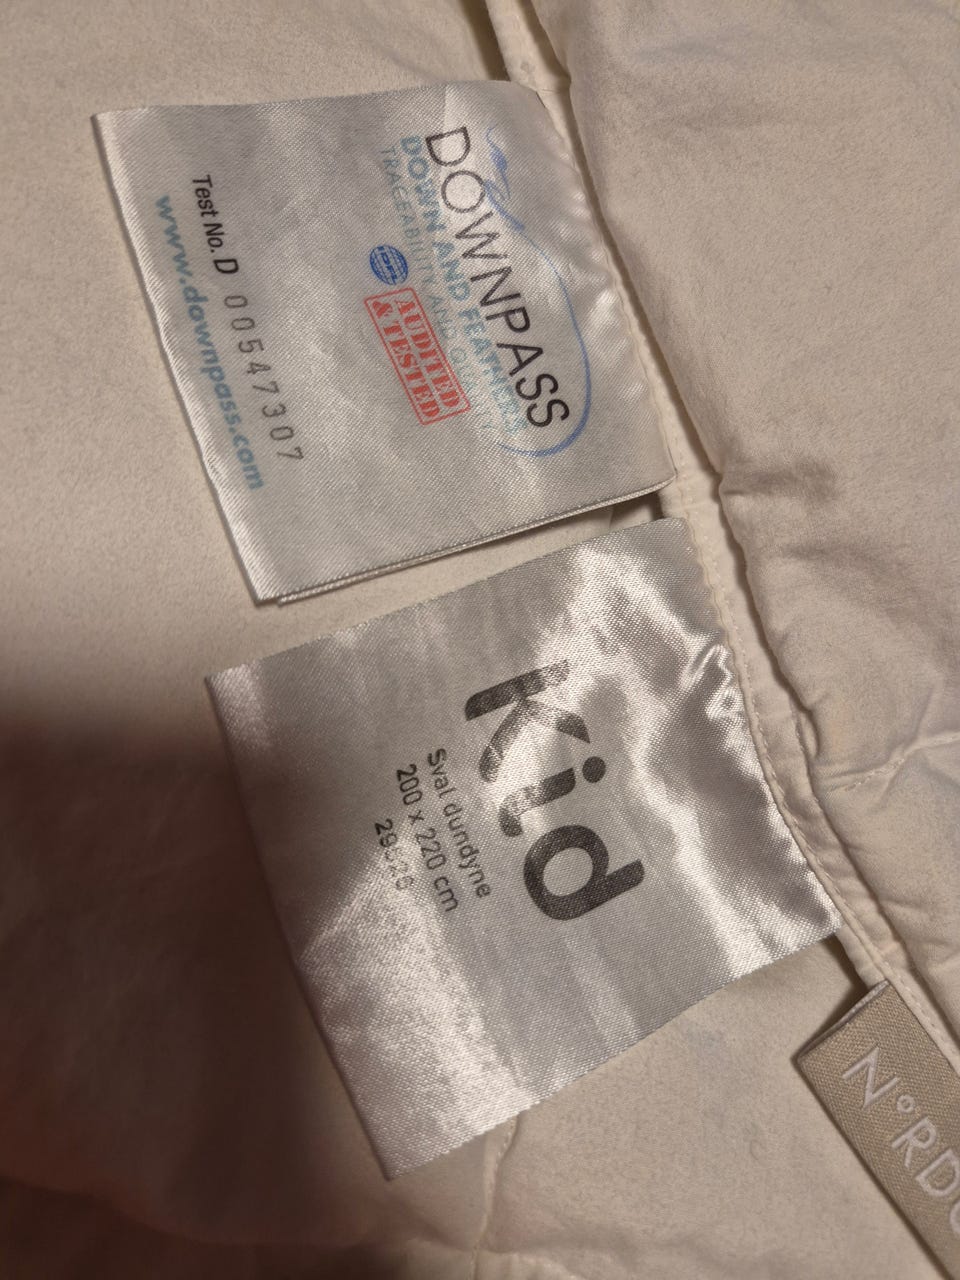 DOWNPASS
DOWN AND FEATHERS
TRACEABILITY AND QUALITY
IDFL
AUDITED
& TESTED
Test No. D 00547307
www.downpass.com
kid
Sval dundyne
200 x 220 cm
N°RD